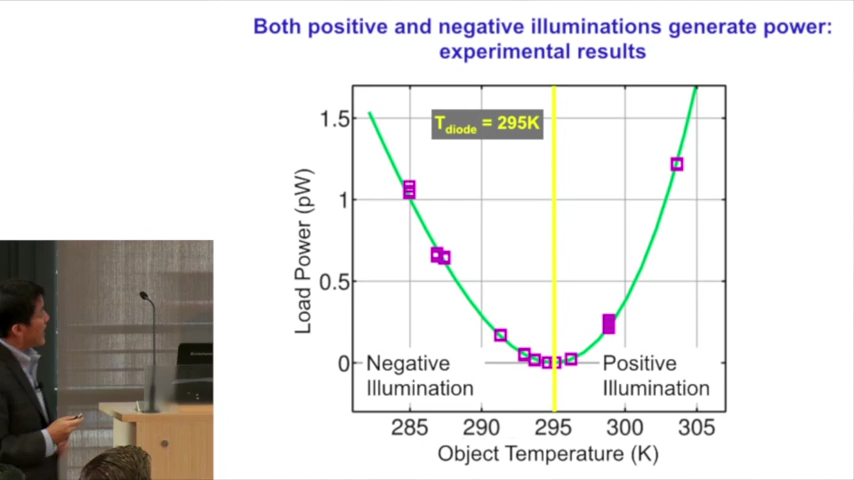 Both positive and negative illuminations generate power:
experimental results
T_diode = 295K
Load Power (pW)
1.5
1
0.5
0
Negative
Illumination
Positive
Illumination
285
290
295
300
305
Object Temperature (K)